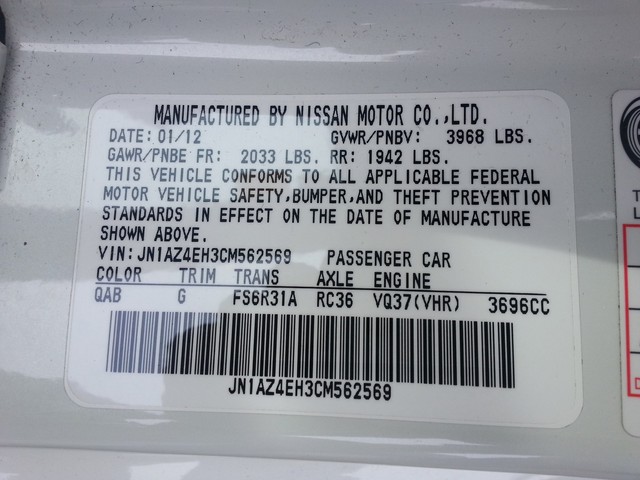 MANUFACTURED BY NISSAN MOTOR CO.,LTD.
DATE: 01/12 GVWR/PNBV: 3968 LBS.
GAWR/PNBE FR: 2033 LBS. RR: 1942 LBS.
THIS VEHICLE CONFORMS TO ALL APPLICABLE FEDERAL
MOTOR VEHICLE SAFETY,BUMPER,AND THEFT PREVENTION
STANDARDS IN EFFECT ON THE DATE OF MANUFACTURE
SHOWN ABOVE.
VIN: JN1AZ4EH3CM562569 PASSENGER CAR
COLOR TRIM TRANS AXLE ENGINE
QAB G FS6R31A RC36 VQ37(VHR) 3696CC
JN1AZ4EH3CM562569